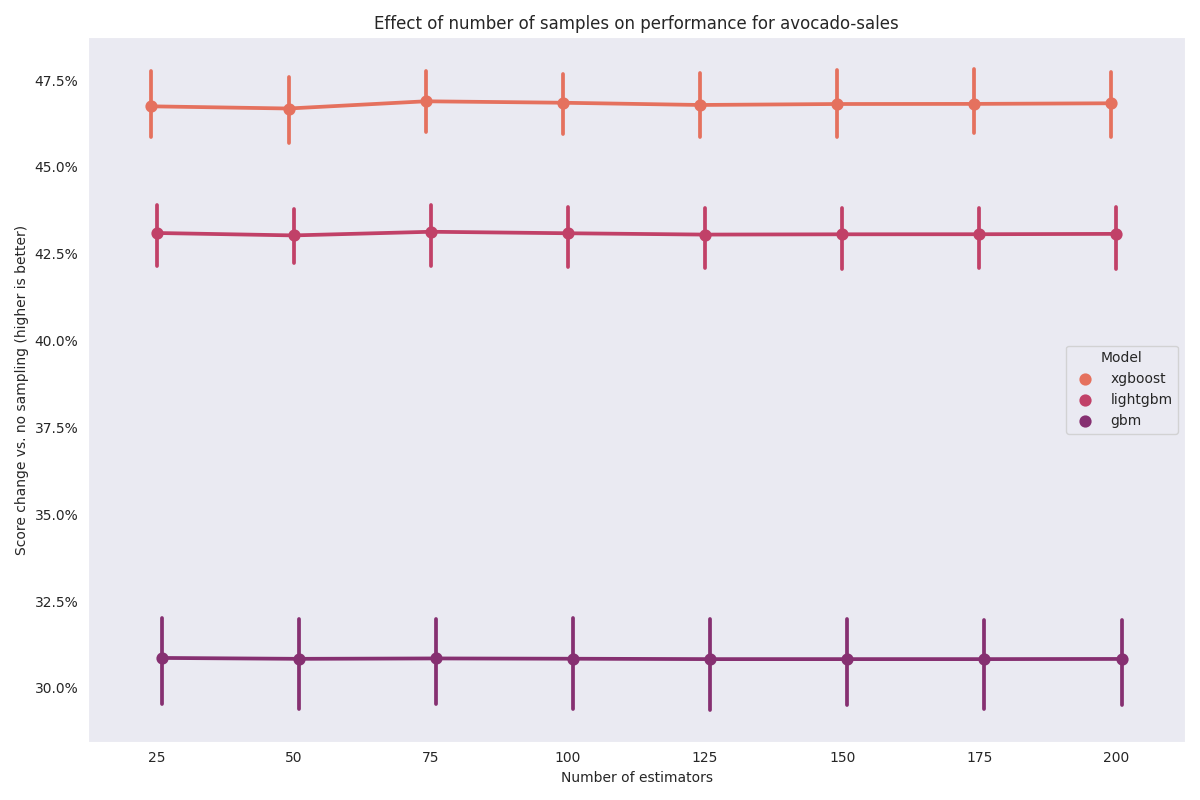 Effect of number of samples on performance for avocado-sales
Score change vs. no sampling (higher is better)
47.5%
45.0%
42.5%
40.0%
37.5%
35.0%
32.5%
30.0%
Model
xgboost
lightgbm
gbm
25 50 75 100 125 150 175 200
Number of estimators